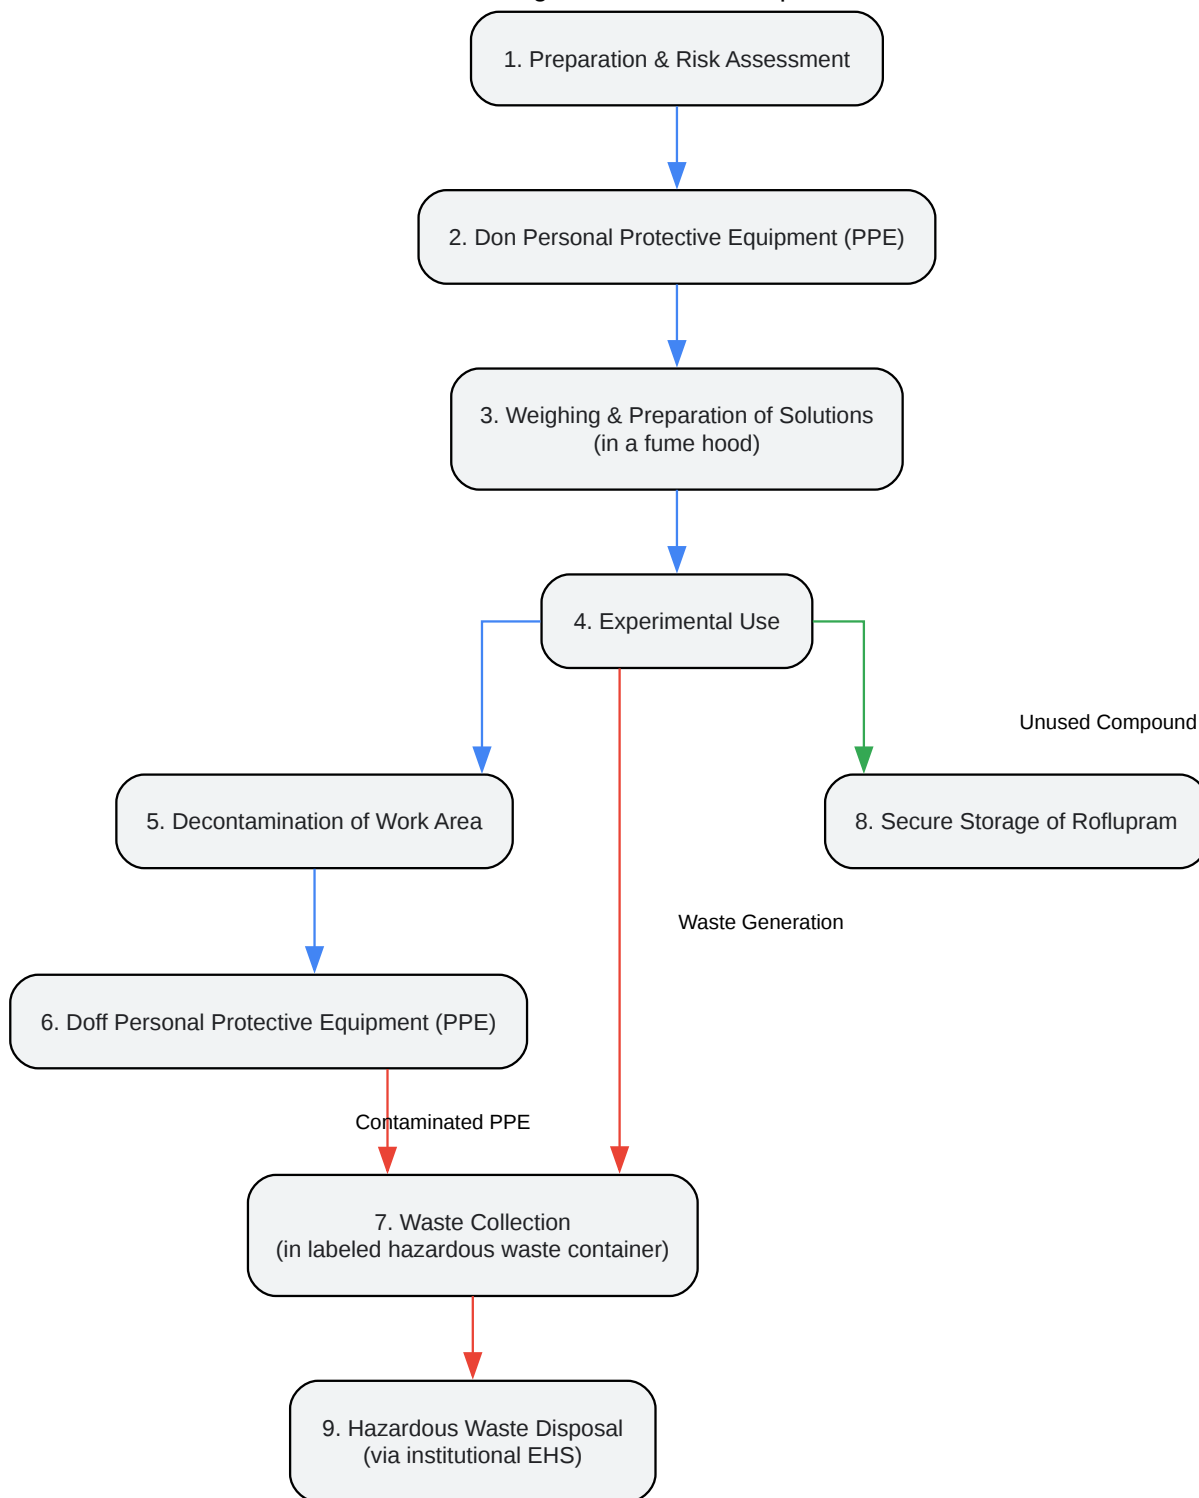 1. Preparation & Risk Assessment
2. Don Personal Protective Equipment (PPE)
3. Weighing & Preparation of Solutions
(in a fume hood)
4. Experimental Use
Unused Compound
5. Decontamination of Work Area
8. Secure Storage of Roflupram
Waste Generation
6. Doff Personal Protective Equipment (PPE)
Contaminated PPE
7. Waste Collection
(in labeled hazardous waste container)
9. Hazardous Waste Disposal
(via institutional EHS)